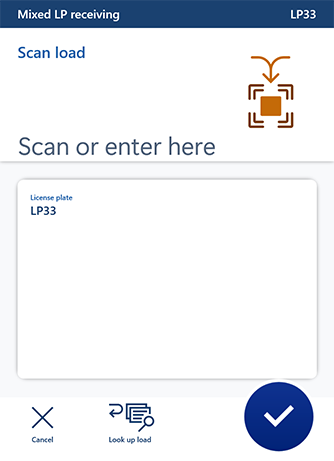 Mixed LP receiving LP33
Scan load
Scan or enter here
License plate
LP33
Cancel Look up load